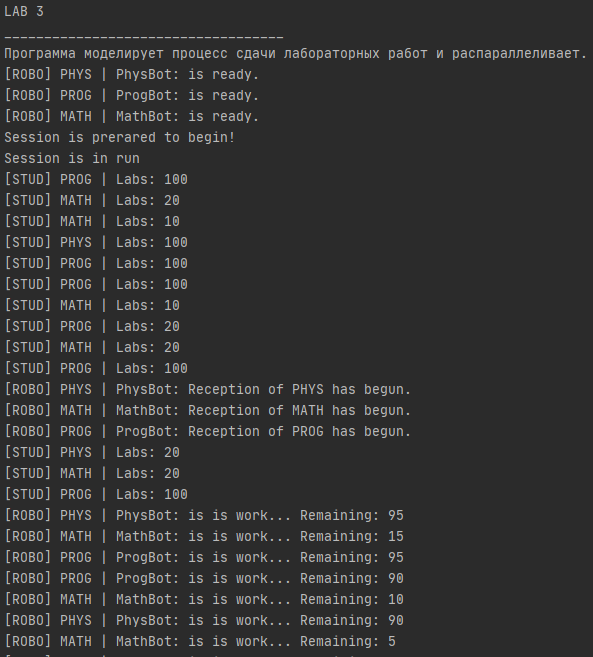 LAB 3
___________________________________
Программа моделирует процесс сдачи лабораторных работ и распараллеливает.
[ROBO] PHYS | PhysBot: is ready.
[ROBO] PROG | ProgBot: is ready.
[ROBO] MATH | MathBot: is ready.
Session is prerared to begin!
Session is in run
[STUD] PROG | Labs: 100
[STUD] MATH | Labs: 20
[STUD] MATH | Labs: 10
[STUD] PHYS | Labs: 100
[STUD] PROG | Labs: 100
[STUD] PROG | Labs: 100
[STUD] MATH | Labs: 10
[STUD] PROG | Labs: 20
[STUD] MATH | Labs: 20
[STUD] PROG | Labs: 100
[ROBO] PHYS | PhysBot: Reception of PHYS has begun.
[ROBO] MATH | MathBot: Reception of MATH has begun.
[ROBO] PROG | ProgBot: Reception of PROG has begun.
[STUD] PHYS | Labs: 20
[STUD] MATH | Labs: 20
[STUD] PROG | Labs: 100
[ROBO] PHYS | PhysBot: is is work... Remaining: 95
[ROBO] MATH | MathBot: is is work... Remaining: 15
[ROBO] PROG | ProgBot: is is work... Remaining: 95
[ROBO] PROG | ProgBot: is is work... Remaining: 90
[ROBO] MATH | MathBot: is is work... Remaining: 10
[ROBO] PHYS | PhysBot: is is work... Remaining: 90
[ROBO] MATH | MathBot: is is work... Remaining: 5